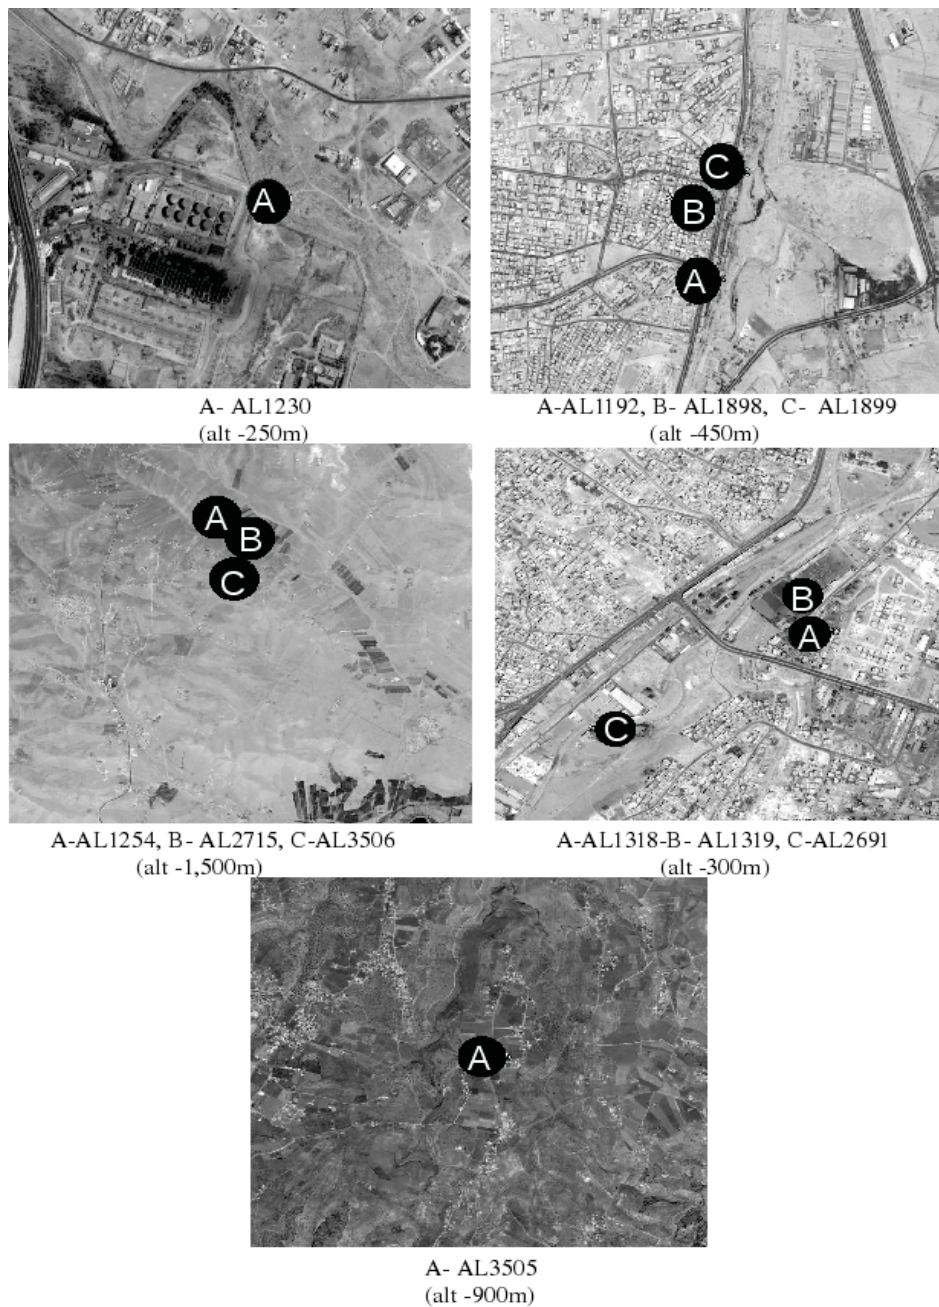 A
A- AL1230
(alt -250m)
C
B
A
A-AL1192, B- AL1898, C- AL1899
(alt -450m)
A
B
C
A-AL1254, B- AL2715, C-AL3506
(alt -1,500m)
B
A
C
A-AL1318-B- AL1319, C-AL2691
(alt -300m)
A
A- AL3505
(alt -900m)